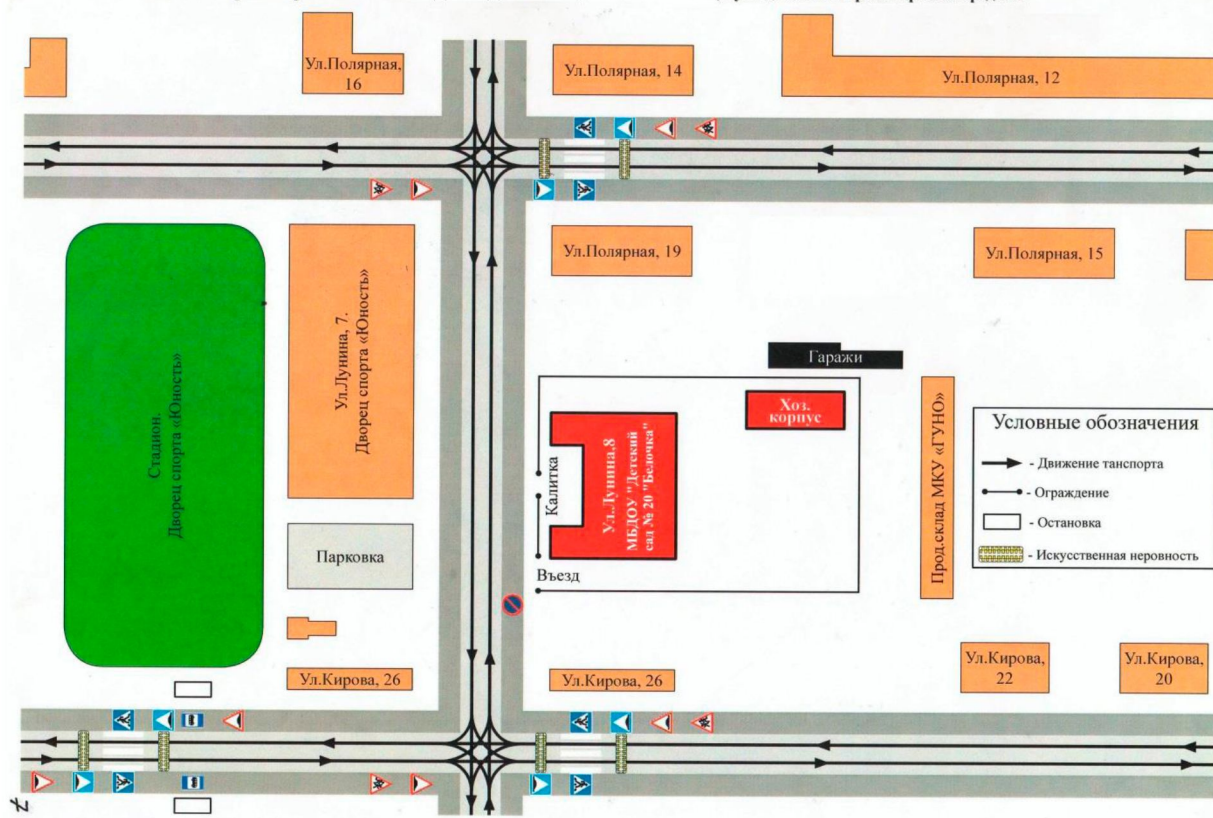 Ул.Полярная,
16
Ул.Полярная, 14
Ул.Полярная, 12
Ул.Полярная, 19
Ул.Полярная, 15
Стадион.
Дворец спорта «Юность»
Ул.Лунина, 7.
Дворец спорта «Юность»
Гаражи
Хоз.
корпус
Калитка
Ул.Лунина,8
МБДОУ "Детский
сад № 20 "Белочка"
Прод.склад МКУ «ГУНО»
Условные обозначения
- Движение танспорта
- Ограждение
- Остановка
- Искусственная неровность
Парковка
Въезд
Ул.Кирова, 26
Ул.Кирова, 26
Ул.Кирова,
22
Ул.Кирова,
20
7